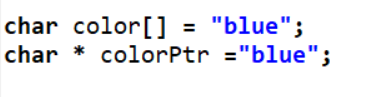 char color[] = "blue";
char * colorPtr ="blue";